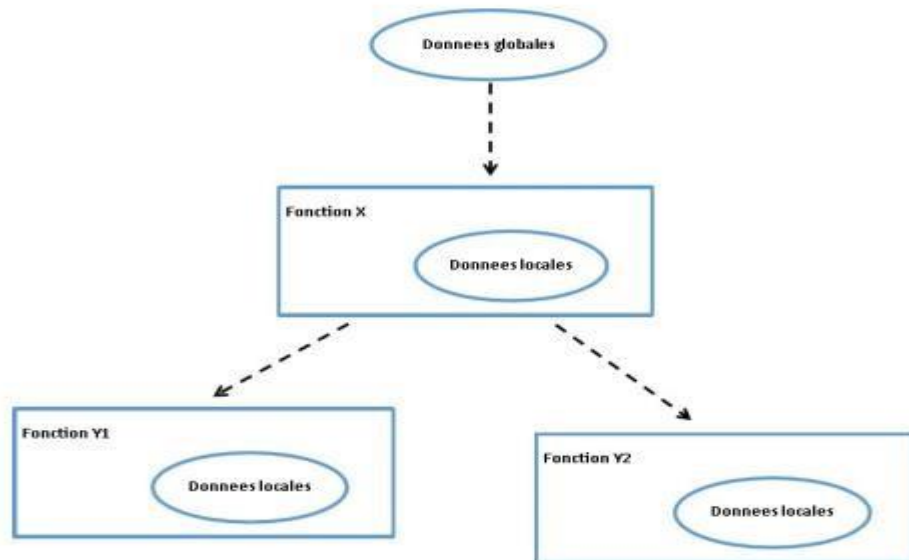 Donnees globales
Fonction X
Donnees locales
Fonction Y1
Donnees locales
Fonction Y2
Donnees locales